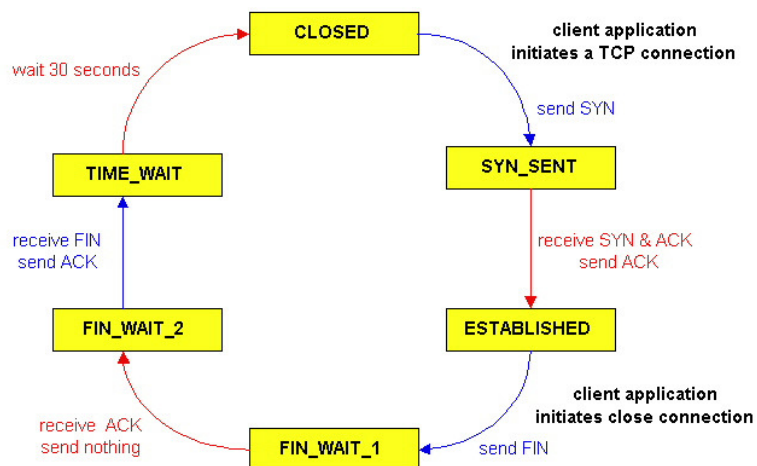 CLOSED
client application
initiates a TCP connection
wait 30 seconds
send SYN
TIME_WAIT
SYN_SENT
receive FIN
send ACK
receive SYN & ACK
send ACK
FIN_WAIT_2
ESTABLISHED
client application
initiates close connection
receive ACK
send nothing
FIN_WAIT_1
send FIN